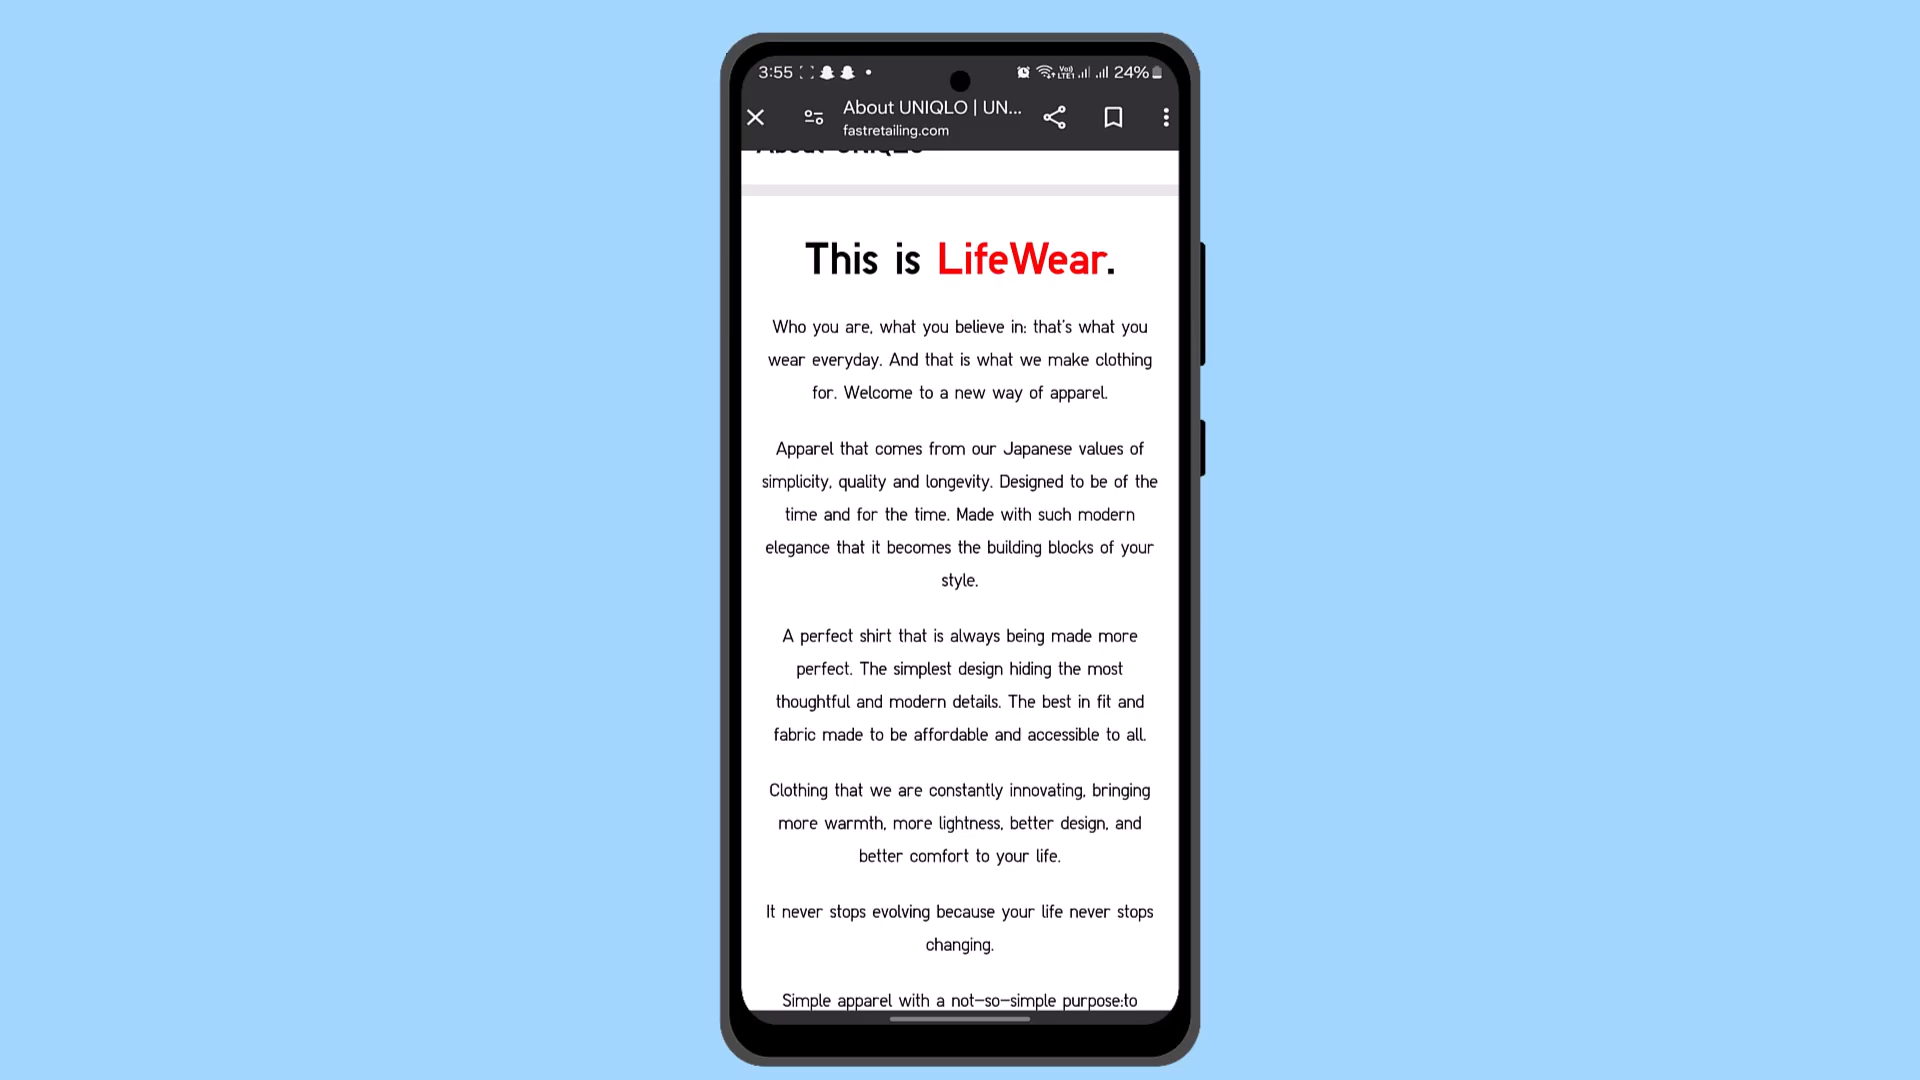 3:55
Vo)) LTE1
24%
About UNIQLO | UN...
fastretailing.com
About UNIQLO
This is LifeWear.
Who you are, what you believe in: that's what you
wear everyday. And that is what we make clothing
for. Welcome to a new way of apparel.
Apparel that comes from our Japanese values of
simplicity, quality and longevity. Designed to be of the
time and for the time. Made with such modern
elegance that it becomes the building blocks of your
style.
A perfect shirt that is always being made more
perfect. The simplest design hiding the most
thoughtful and modern details. The best in fit and
fabric made to be affordable and accessible to all.
Clothing that we are constantly innovating, bringing
more warmth, more lightness, better design, and
better comfort to your life.
It never stops evolving because your life never stops
changing.
Simple apparel with a not-so-simple purpose:to